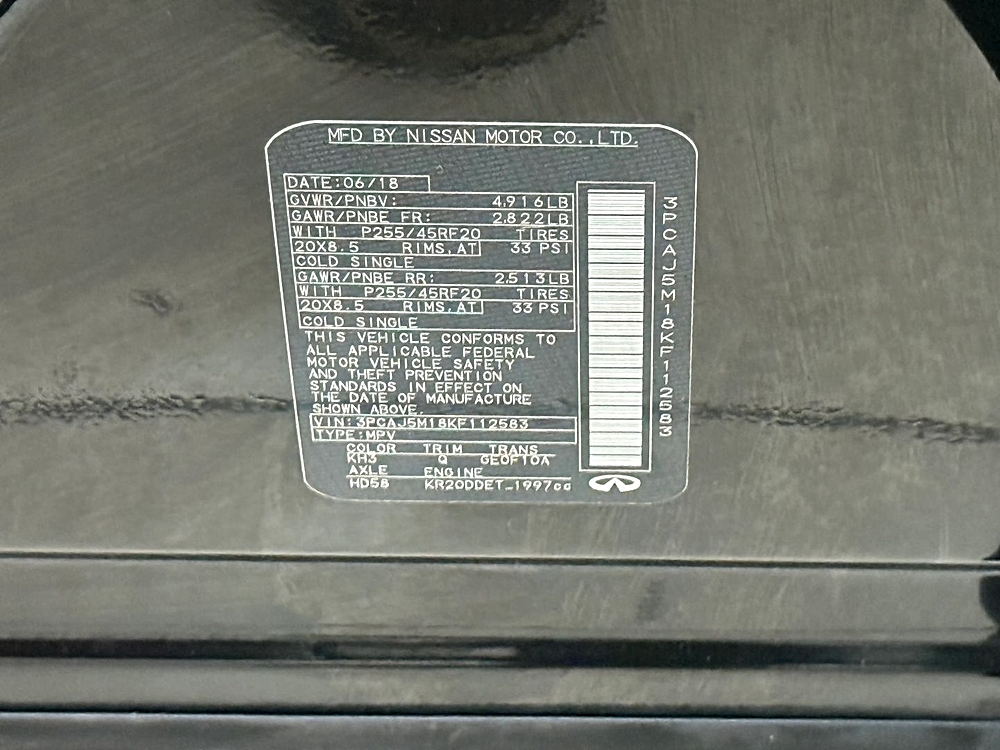 MFD BY NISSAN MOTOR CO.,LTD.
DATE:06/18
GVWR/PNBV: 4,916LB
GAWR/PNBE FR: 2,822LB
WITH P255/45RF20 TIRES
20X8.5 RIMS,AT 33 PSI
COLD SINGLE
GAWR/PNBE RR: 2,513LB
WITH P255/45RF20 TIRES
20X8.5 RIMS,AT 33 PSI
COLD SINGLE
THIS VEHICLE CONFORMS TO
ALL APPLICABLE FEDERAL
MOTOR VEHICLE SAFETY
AND THEFT PREVENTION
STANDARDS IN EFFECT ON
THE DATE OF MANUFACTURE
SHOWN ABOVE.
VIN:3PCAJ5M18KF112583
TYPE:MPV
COLOR TRIM TRANS
KH3 Q GE0F10A
AXLE ENGINE
HD58 KR20DDET_1997cc
3PCAJ5M18KF112583